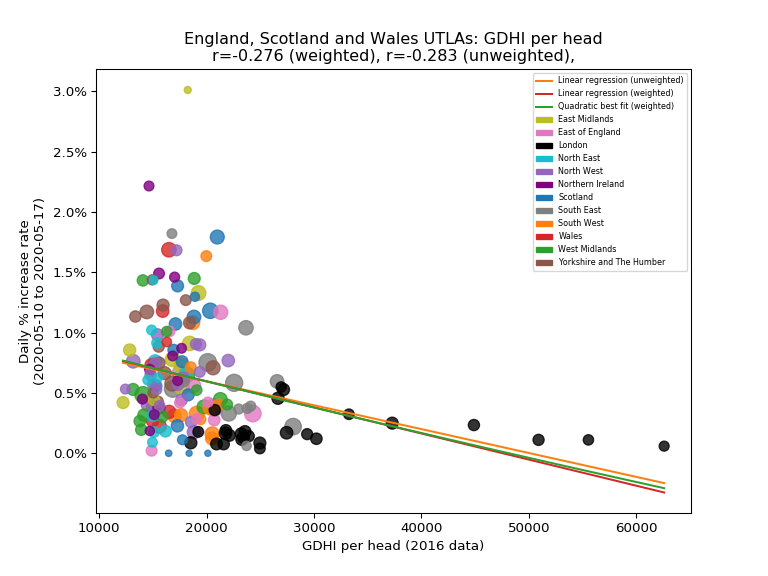 England, Scotland and Wales UTLAs: GDHI per head
r=-0.276 (weighted), r=-0.283 (unweighted),
3.0%
2.5%
2.0%
1.5%
1.0%
0.5%
0.0%
Daily % increase rate
(2020-05-10 to 2020-05-17)
Linear regression (unweighted)
Linear regression (weighted)
Quadratic best fit (weighted)
East Midlands
East of England
London
North East
North West
Northern Ireland
Scotland
South East
South West
Wales
West Midlands
Yorkshire and The Humber
10000 20000 30000 40000 50000 60000
GDHI per head (2016 data)